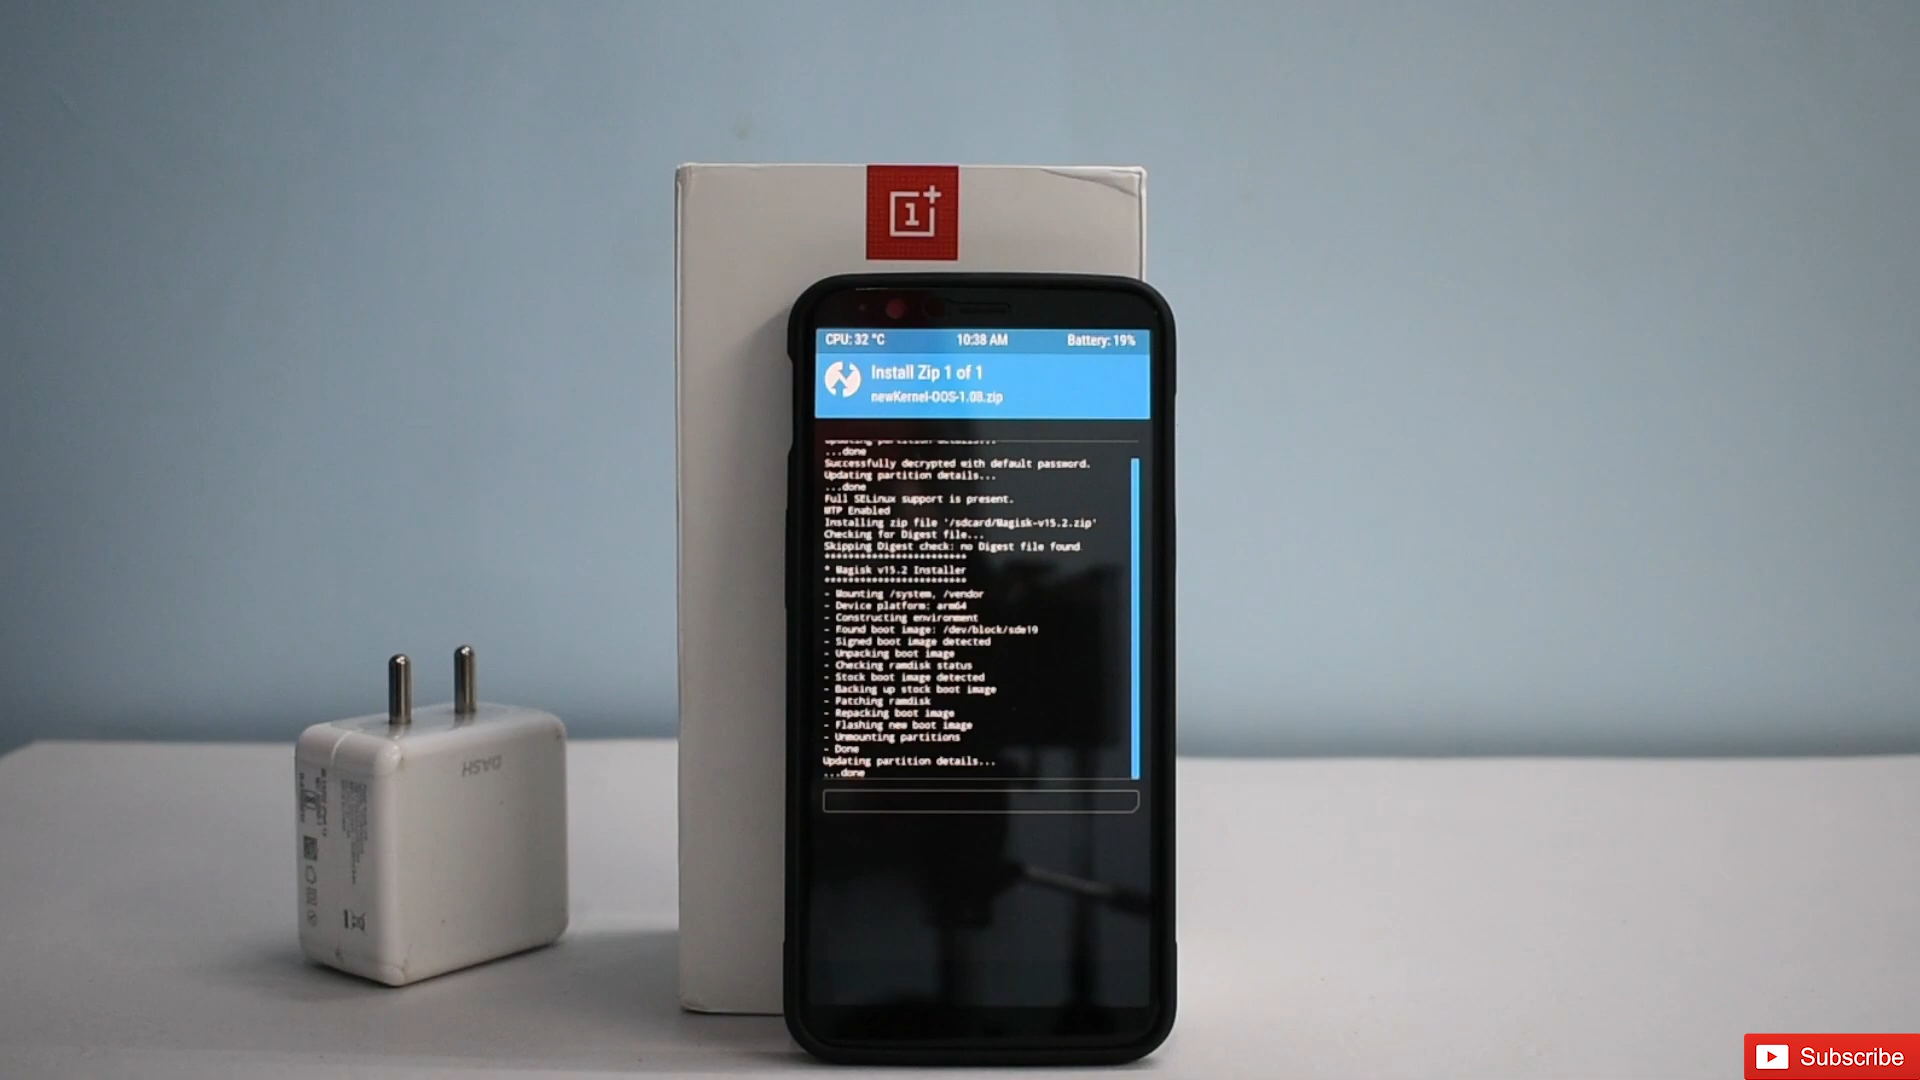 1+
CPU: 32 °C 10:38 AM Battery: 19%
Install Zip 1 of 1
newKernel-OOS-1.08.zip
Updating partition details...
...done
Successfully decrypted with default password.
Updating partition details...
...done
Full SELinux support is present.
MTP Enabled
Installing zip file '/sdcard/Magisk-v15.2.zip'
Checking for Digest file...
Skipping Digest check: no Digest file found
************************
* Magisk v15.2 Installer
************************
- Mounting /system, /vendor
- Device platform: arm64
- Constructing environment
- Found boot image: /dev/block/sde19
- Signed boot image detected
- Unpacking boot image
- Checking ramdisk status
- Stock boot image detected
- Backing up stock boot image
- Patching ramdisk
- Repacking boot image
- Flashing new boot image
- Unmounting partitions
- Done
Updating partition details...
...done
DASH
Subscribe